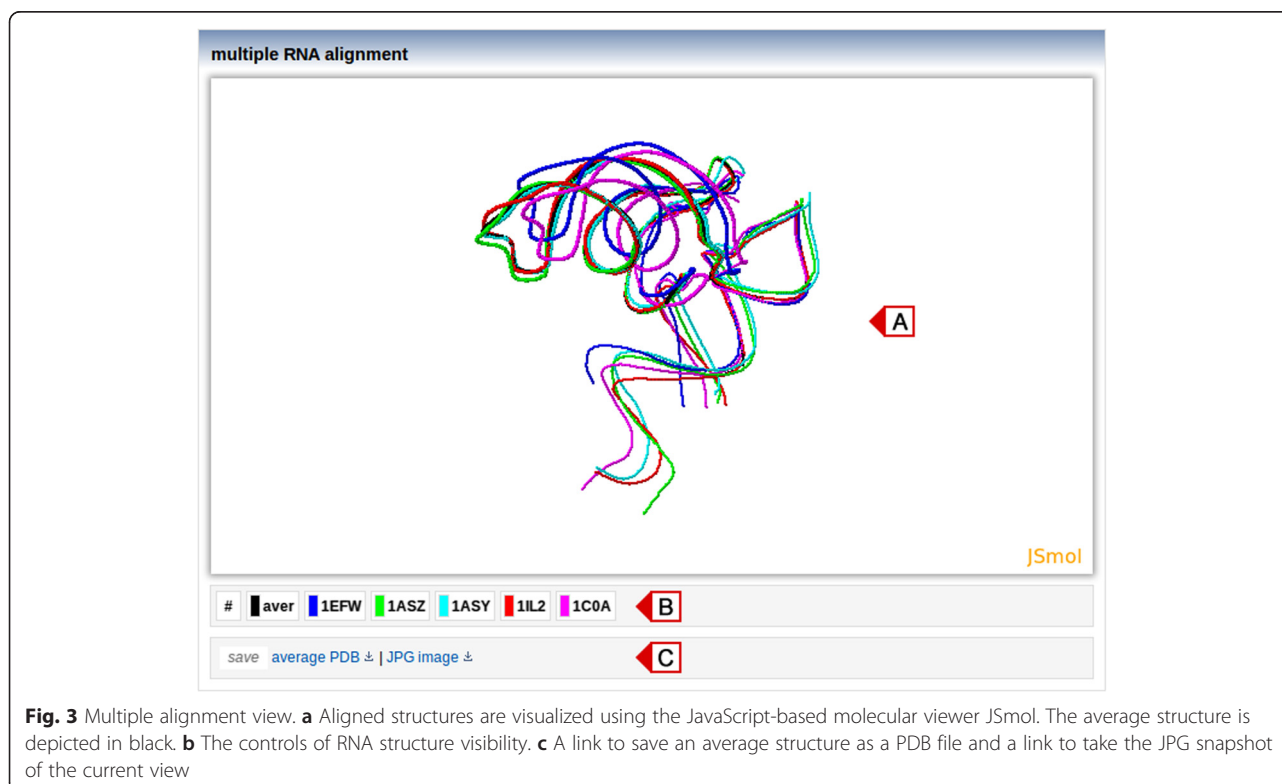 multiple RNA alignment
A
JSmol
# aver 1EFW 1ASZ 1ASY 1IL2 1C0A B
save average PDB | JPG image C
Fig. 3 Multiple alignment view. a Aligned structures are visualized using the JavaScript-based molecular viewer JSmol. The average structure is
depicted in black. b The controls of RNA structure visibility. c A link to save an average structure as a PDB file and a link to take the JPG snapshot
of the current view